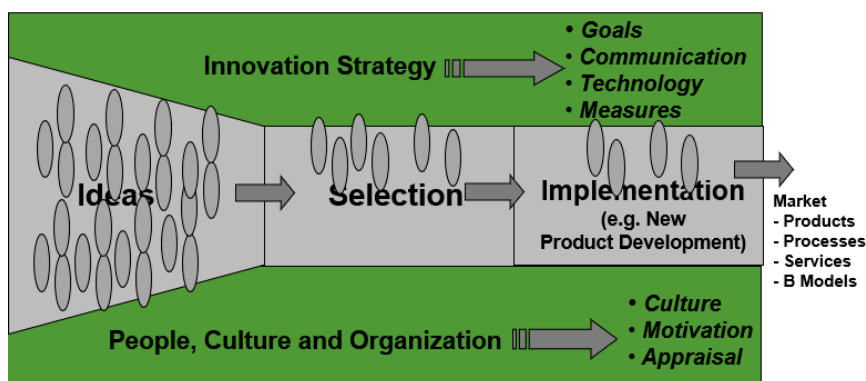 Innovation Strategy
• Goals
• Communication
• Technology
• Measures
Ideas
Selection
Implementation
(e.g. New
Product Development)
Market
- Products
- Processes
- Services
- B Models
People, Culture and Organization
• Culture
• Motivation
• Appraisal